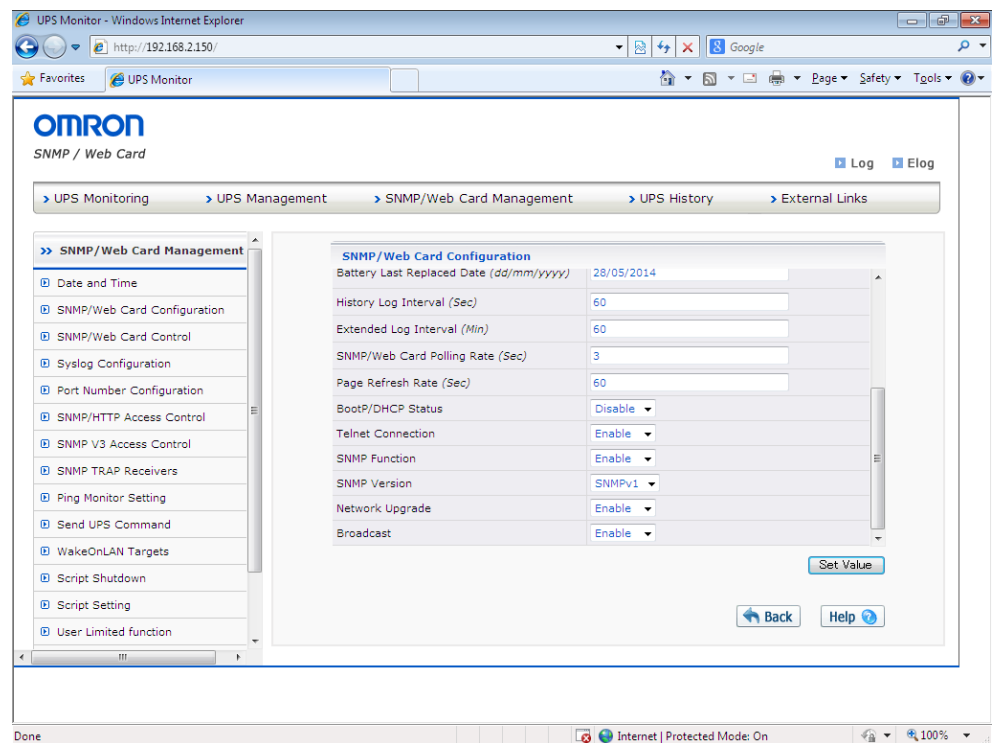 UPS Monitor - Windows Internet Explorer
http://192.168.2.150/
Google
Favorites
UPS Monitor
Page
Safety
Tools
OMRON
SNMP / Web Card
Log
Elog
UPS Monitoring
UPS Management
SNMP/Web Card Management
UPS History
External Links
SNMP/Web Card Management
Date and Time
SNMP/Web Card Configuration
SNMP/Web Card Control
Syslog Configuration
Port Number Configuration
SNMP/HTTP Access Control
SNMP V3 Access Control
SNMP TRAP Receivers
Ping Monitor Setting
Send UPS Command
WakeOnLAN Targets
Script Shutdown
Script Setting
User Limited function
SNMP/Web Card Configuration
Battery Last Replaced Date (dd/mm/yyyy) 28/05/2014
History Log Interval (Sec) 60
Extended Log Interval (Min) 60
SNMP/Web Card Polling Rate (Sec) 3
Page Refresh Rate (Sec) 60
BootP/DHCP Status Disable
Telnet Connection Enable
SNMP Function Enable
SNMP Version SNMPv1
Network Upgrade Enable
Broadcast Enable
Set Value
Back
Help
Done
Internet | Protected Mode: On
100%